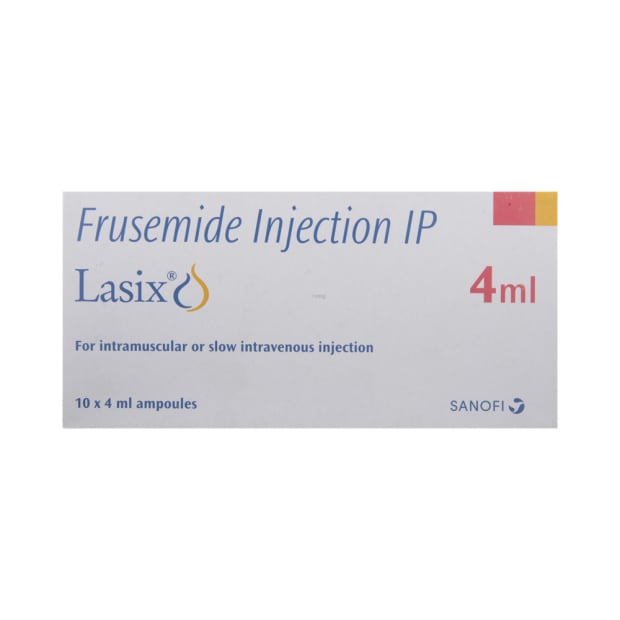 Frusemide Injection IP
Lasix®
4ml
For intramuscular or slow intravenous injection
10 x 4 ml ampoules
SANOFI